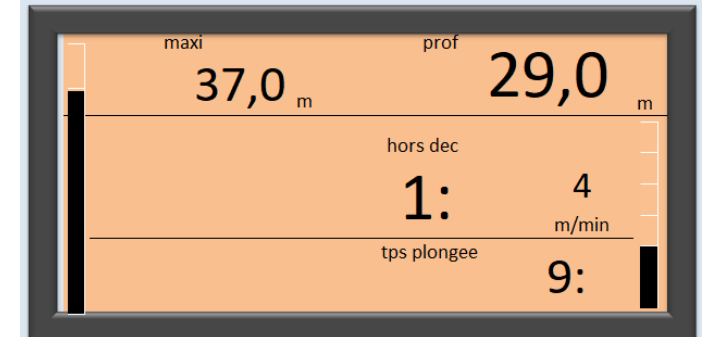 maxi prof
37,0 m 29,0 m
hors dec
1: 4
m/min
tps plongee
9: